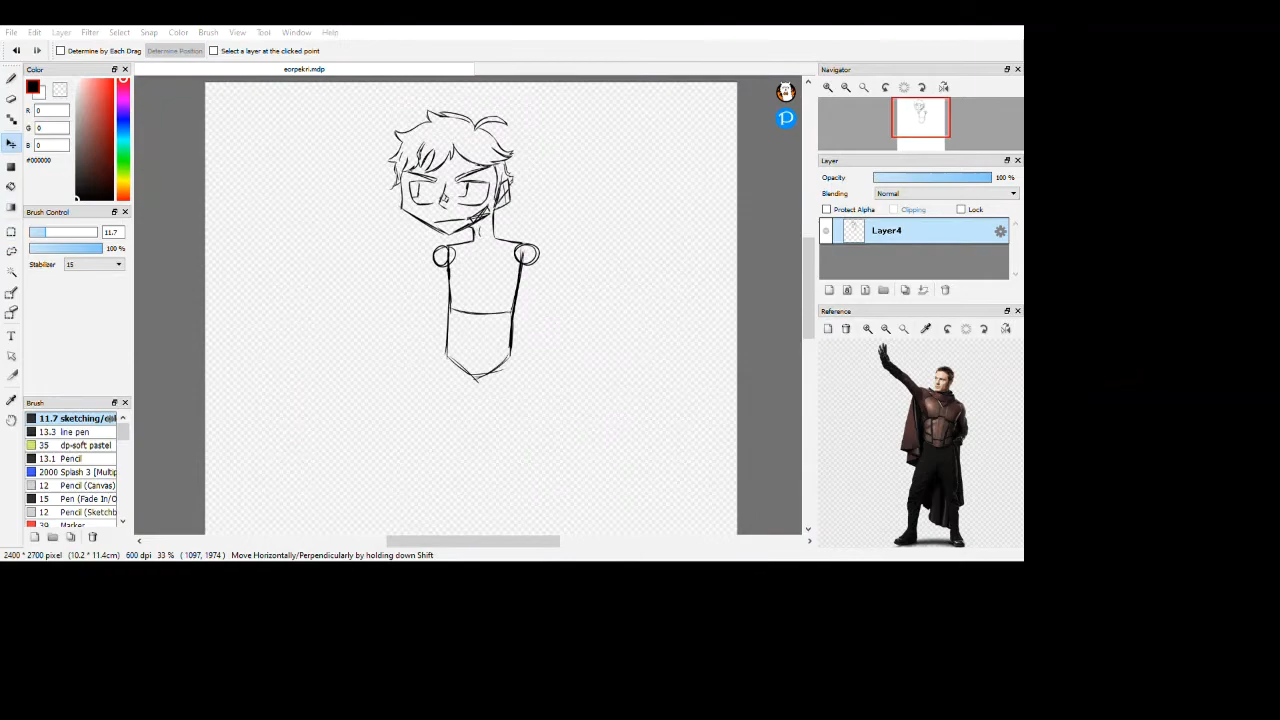 File Edit Layer Filter Select Snap Color Brush View Tool Window Help
Determine by Each Drag Determine Position Select a layer at the clicked point
Color
eorpekri.mdp
Navigator
R 0
G 0
B 0
#000000
Layer
Opacity 100 %
Blending Normal
Protect Alpha Clipping Lock
Layer4
Brush Control
11.7
100 %
Stabilizer 15
Reference
Brush
11.7 sketching/
13.3 line pen
35 dp-soft pastel
13.1 Pencil
2000 Splash 3 [Multip
12 Pencil (Canvas)
15 Pen (Fade In/O
12 Pencil (Sketchb
39 Marker
2400 * 2700 pixel (10.2 * 11.4cm) 600 dpi 33 % ( 1097, 1974 ) Move Horizontally/Perpendicularly by holding down Shift